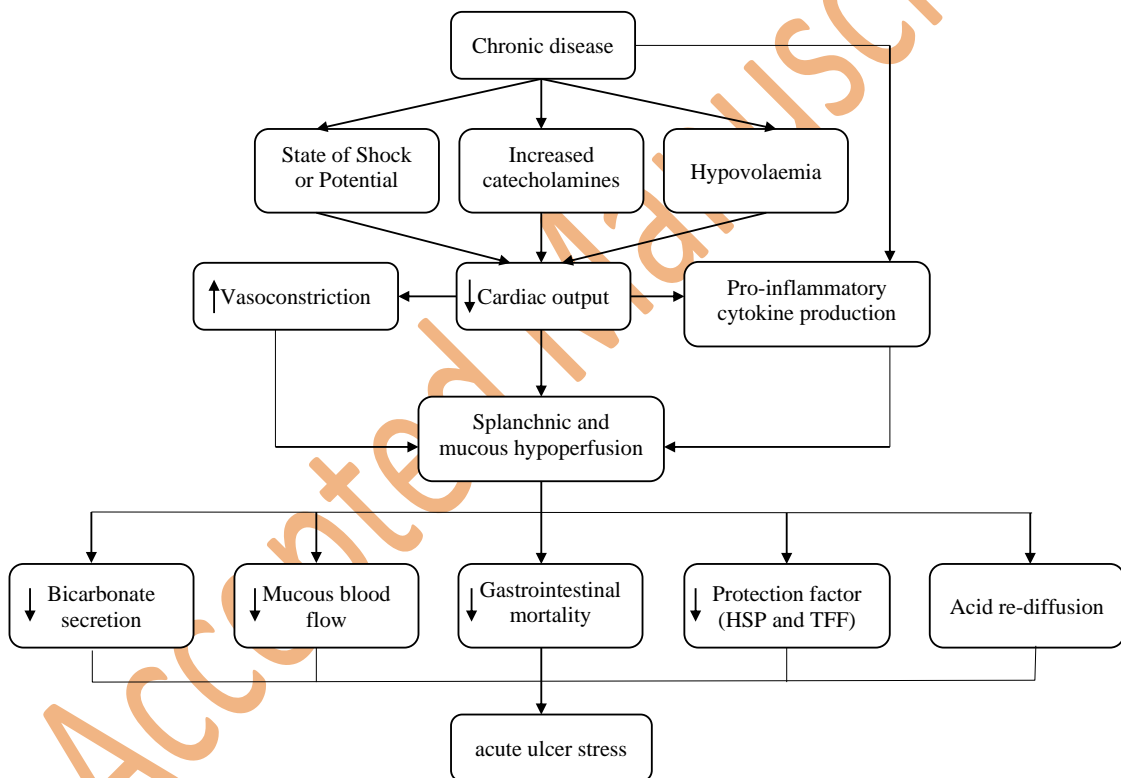 Chronic disease
State of Shock
or Potential
Increased
catecholamines
Hypovolaemia
Vasoconstriction
Cardiac output
Pro-inflammatory
cytokine production
Splanchnic and
mucous hypoperfusion
Bicarbonate
secretion
Mucous blood
flow
Gastrointestinal
mortality
Protection factor
(HSP and TFF)
Acid re-diffusion
acute ulcer stress
Accepted Manusc